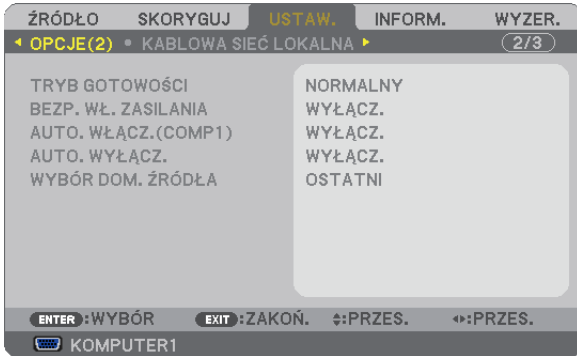 ŹRÓDŁO SKORYGUJ USTAW. INFORM. WYZER.
OPCJE(2) • KABLOWA SIEĆ LOKALNA 2/3
TRYB GOTOWOŚCI NORMALNY
BEZP. WŁ. ZASILANIA WYŁĄCZ.
AUTO. WŁĄCZ.(COMP1) WYŁĄCZ.
AUTO. WYŁĄCZ. WYŁĄCZ.
WYBÓR DOM. ŹRÓDŁA OSTATNI
ENTER :WYBÓR EXIT :ZAKOŃ. :PRZES. :PRZES.
KOMPUTER1